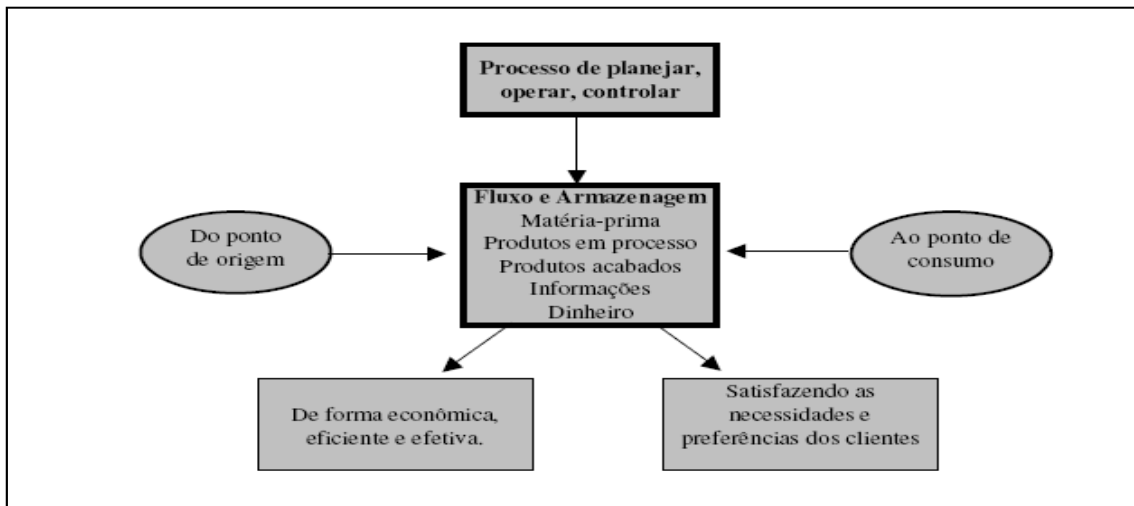 Processo de planejar,
operar, controlar
Fluxo e Armazenagem
Matéria-prima
Produtos em processo
Produtos acabados
Informações
Dinheiro
Do ponto
de origem
Ao ponto de
consumo
De forma econômica,
eficiente e efetiva.
Satisfazendo as
necessidades e
preferências dos clientes